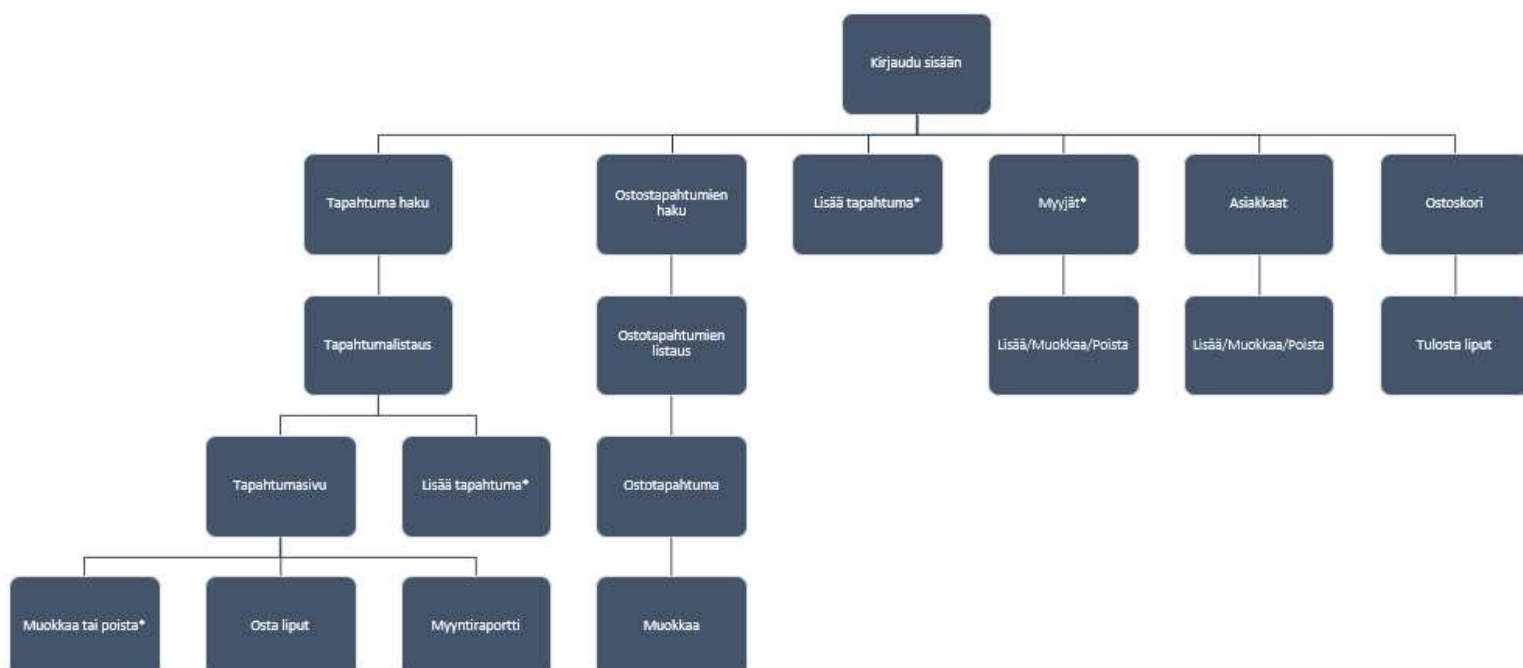 Kirjaudu sisään
Tapahtuma haku
Ostostapahtumien
haku
Lisää tapahtuma*
Myyjät*
Asiakkaat
Ostoskori
Tapahtumalistaus
Ostotapahtumien
listaus
Lisää/Muokkaa/Poista
Lisää/Muokkaa/Poista
Tulosta liput
Tapahtumasivu
Lisää tapahtuma*
Ostotapahtuma
Muokkaa tai poista*
Osta liput
Myyntiraportti
Muokkaa